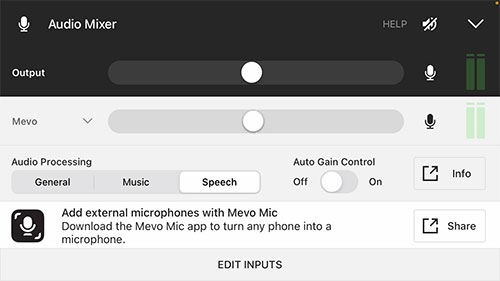 Audio Mixer
HELP
Output
Mevo
Audio Processing
General
Music
Speech
Auto Gain Control
Off
On
Info
Add external microphones with Mevo Mic
Download the Mevo Mic app to turn any phone into a
microphone.
Share
EDIT INPUTS